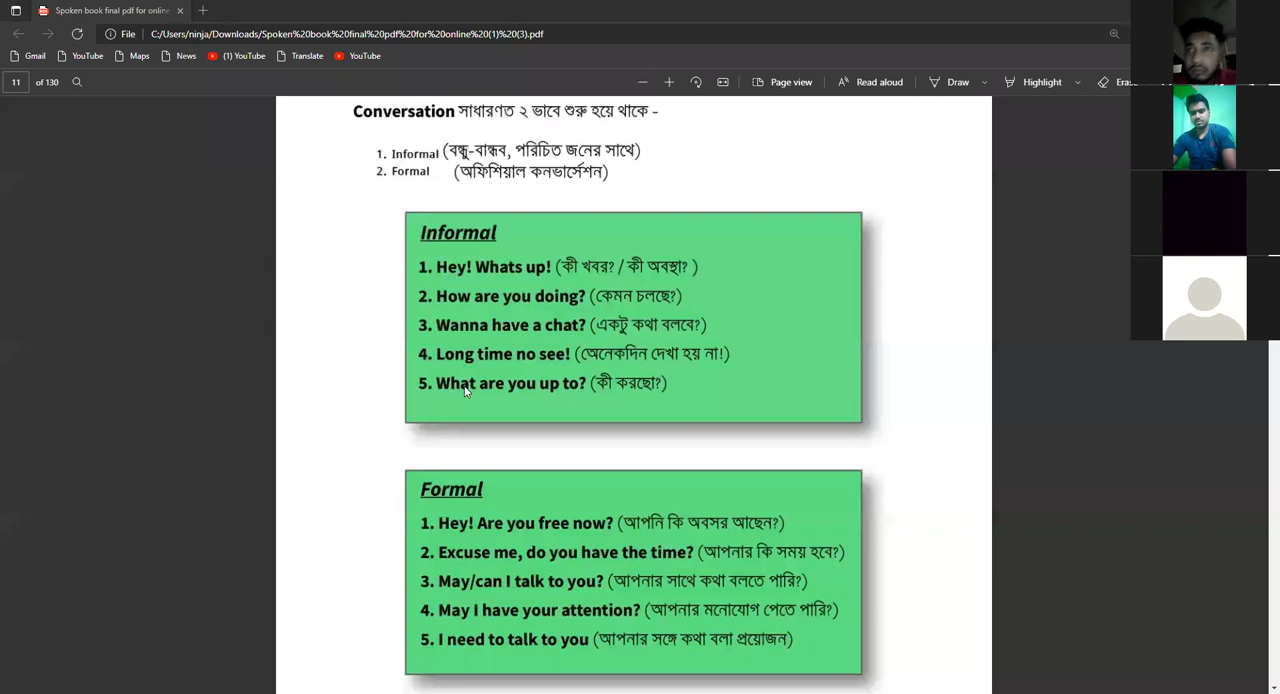 Spoken book final pdf for online
File
C:/Users/ninja/Downloads/Spoken%20book%20final%20pdf%20for%20online%20(1)%20(3).pdf
Gmail YouTube Maps News (1) YouTube Translate YouTube
11 of 130 Page view Read aloud Draw Highlight Eras
Conversation সাধারণত ২ ভাবে শুরু হয়ে থাকে -
1. Informal (বন্ধু-বান্ধব, পরিচিত জনের সাথে)
2. Formal (অফিশিয়াল কনভার্সেশন)
Informal
1. Hey! Whats up! (কী খবর? / কী অবস্থা? )
2. How are you doing? (কেমন চলছে?)
3. Wanna have a chat? (একটু কথা বলবে?)
4. Long time no see! (অেনেকদিন দেখা হয় না!)
5. What are you up to? (কী করছো?)
Formal
1. Hey! Are you free now? (আপনি কি অবসর আছেন?)
2. Excuse me, do you have the time? (আপনার কি সময় হবে?)
3. May/can I talk to you? (আপনার সাথে কথা বলতে পারি?)
4. May I have your attention? (আপনার মনোযোগ পেতে পারি?)
5. I need to talk to you (আপনার সঙ্গে কথা বলা প্রয়োজন)